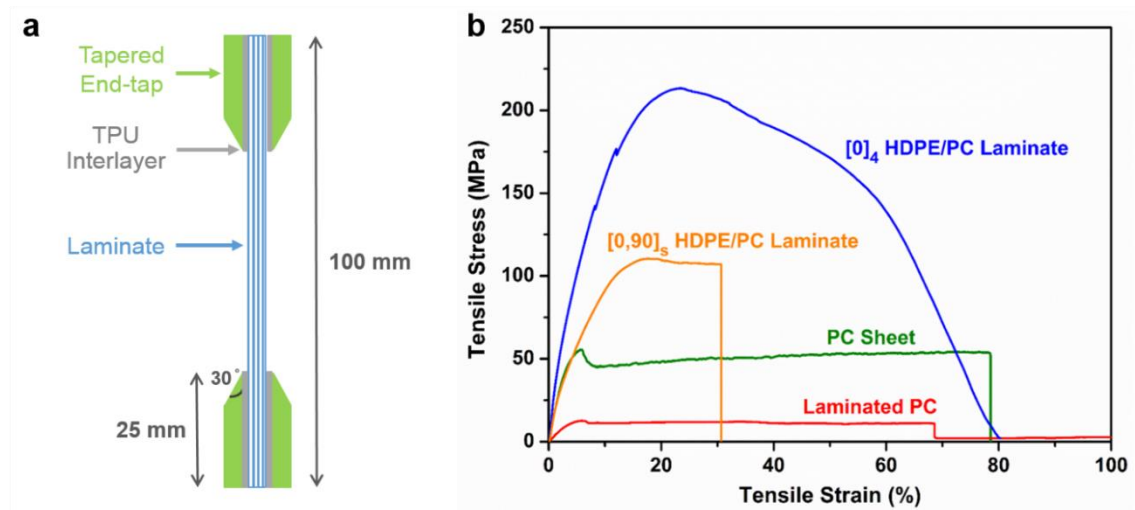 a
Tapered
End-tap
TPU
Interlayer
Laminate
100 mm
30°
25 mm
b
250
200
150
100
50
0
Tensile Stress (MPa)
[0]4 HDPE/PC Laminate
[0,90]s HDPE/PC Laminate
PC Sheet
Laminated PC
0 20 40 60 80 100
Tensile Strain (%)